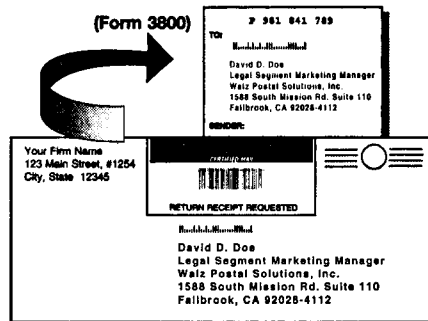 (Form 3800)
P 981 841 789
TO:
David D. Doe
Legal Segment Marketing Manager
Walz Postal Solutions, Inc.
1588 South Mission Rd. Suite 110
Fallbrook, CA 92028-4112
SENDER:
Your Firm Name
123 Main Street, #1254
City, State 12345
CERTIFIED MAIL
RETURN RECEIPT REQUESTED
David D. Doe
Legal Segment Marketing Manager
Walz Postal Solutions, Inc.
1588 South Mission Rd. Suite 110
Fallbrook, CA 92028-4112